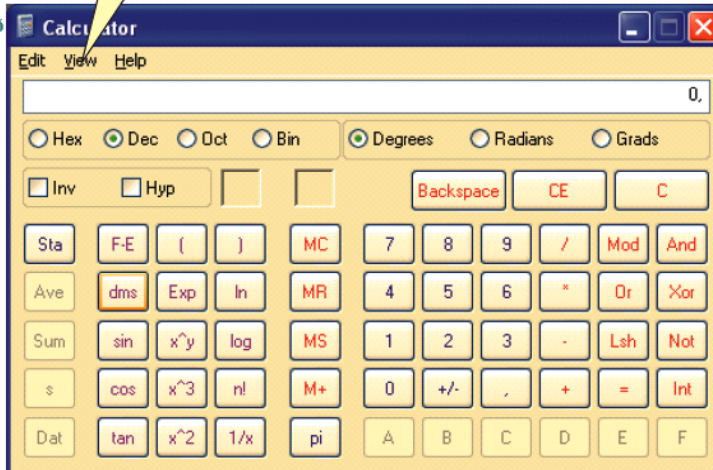 Calculator
Edit View Help
0,
Hex Dec Oct Bin Degrees Radians Grads
Inv Hyp Backspace CE C
Sta F-E ( ) MC 7 8 9 / Mod And
Ave dms Exp ln MR 4 5 6 * Or Xor
Sum sin x^y log MS 1 2 3 - Lsh Not
s cos x^3 n! M+ 0 +/- , + = Int
Dat tan x^2 1/x pi A B C D E F